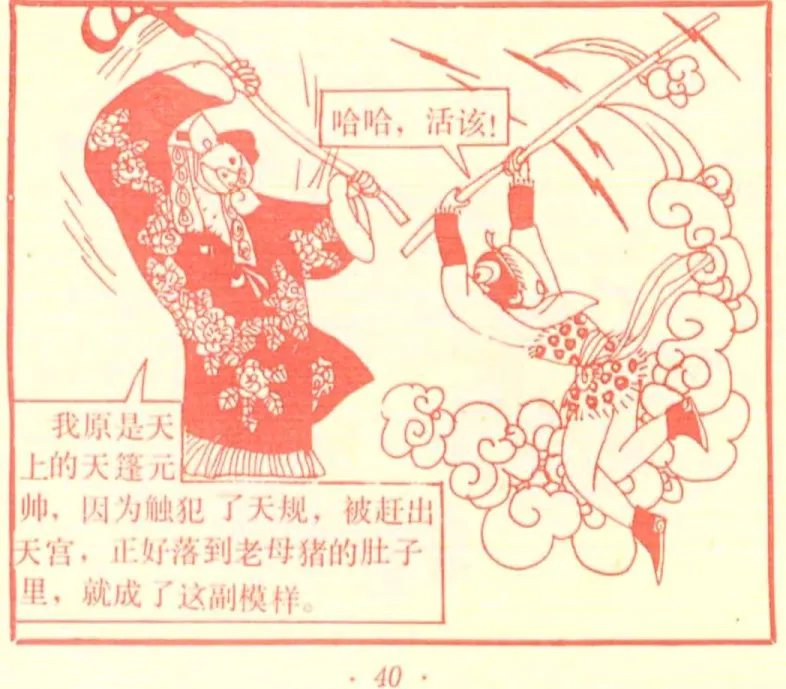 哈哈，活该！
我原是天
上的天篷元
帅，因为触犯了天规，被赶出
天宫，正好落到老母猪的肚子
里，就成了这副模样。
· 40 ·